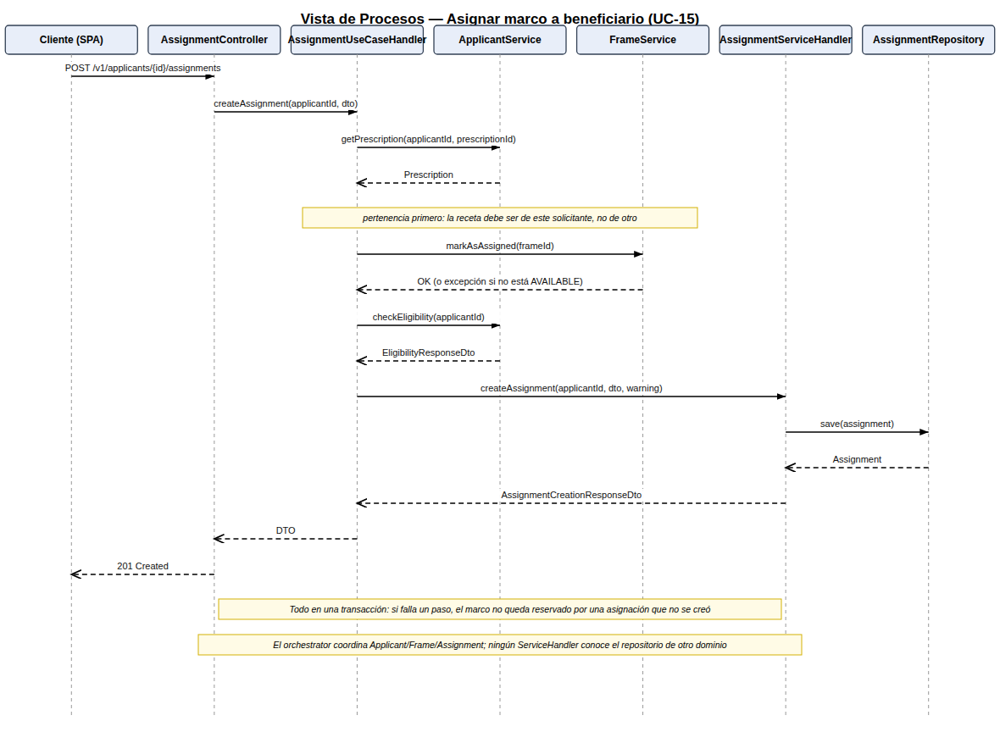 Vista de Procesos — Asignar marco a beneficiario (UC-15)
Cliente (SPA)
AssignmentController
AssignmentUseCaseHandler
ApplicantService
FrameService
AssignmentServiceHandler
AssignmentRepository
POST /v1/applicants/{id}/assignments
createAssignment(applicantId, dto)
getPrescription(applicantId, prescriptionId)
Prescription
pertenencia primero: la receta debe ser de este solicitante, no de otro
markAsAssigned(frameId)
OK (o excepción si no está AVAILABLE)
checkEligibility(applicantId)
EligibilityResponseDto
createAssignment(applicantId, dto, warning)
save(assignment)
Assignment
AssignmentCreationResponseDto
DTO
201 Created
Todo en una transacción: si falla un paso, el marco no queda reservado por una asignación que no se creó
El orchestrator coordina Applicant/Frame/Assignment; ningún ServiceHandler conoce el repositorio de otro dominio